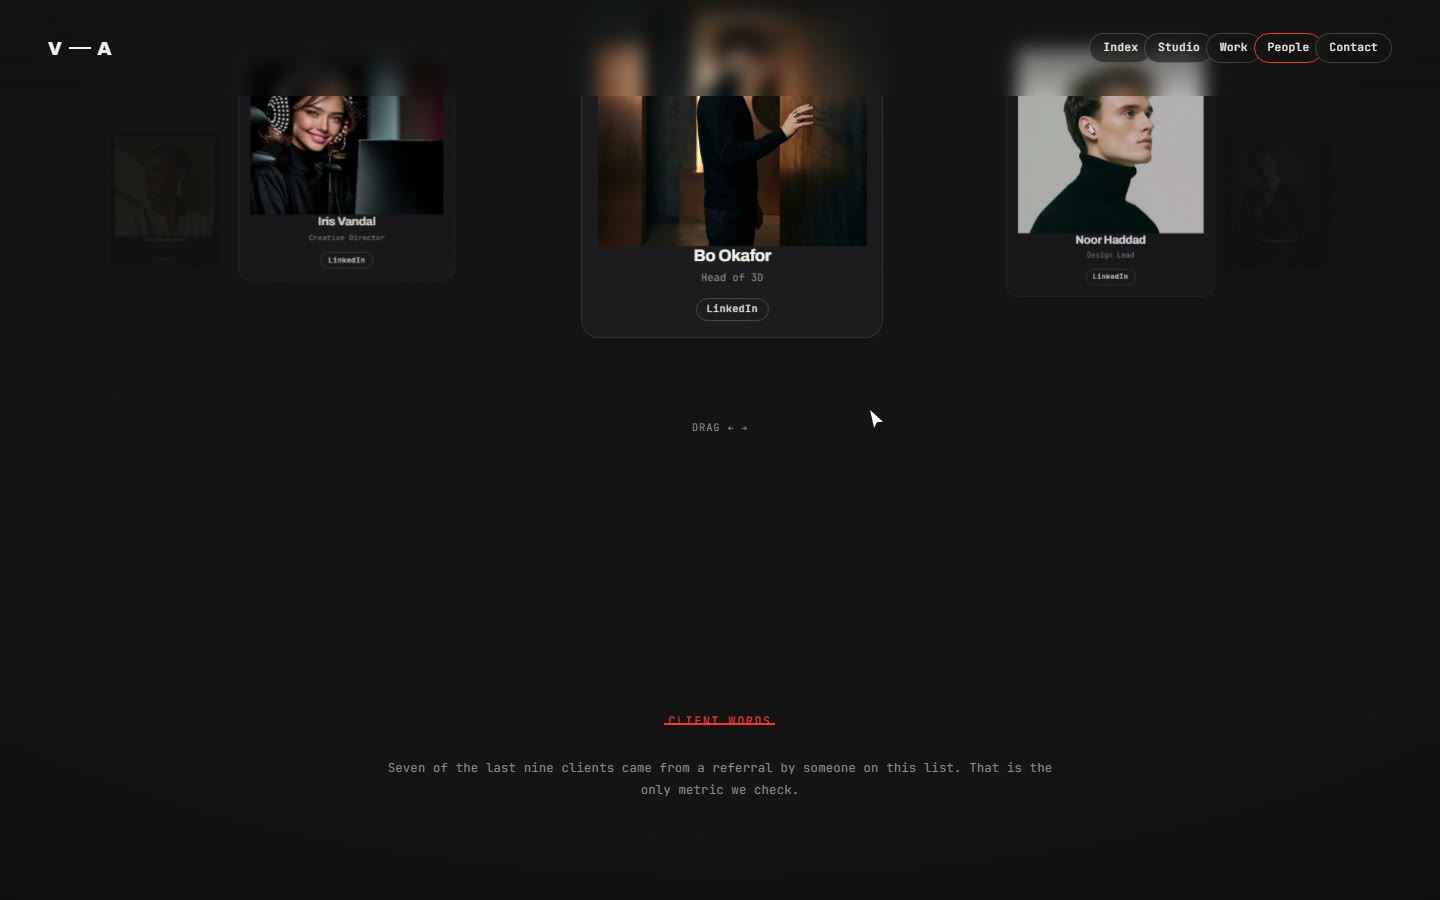 V — A
Index Studio Work People Contact
Iris Vandal
Creative Director
LinkedIn
Bo Okafor
Head of 3D
LinkedIn
Noor Haddad
Design Lead
LinkedIn
DRAG ← →
CLIENT WORDS
Seven of the last nine clients came from a referral by someone on this list. That is the
only metric we check.